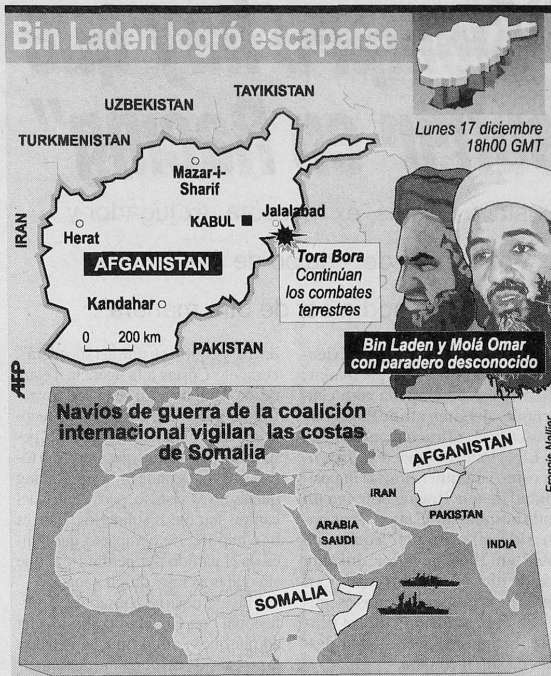 Bin Laden logró escaparse
Lunes 17 diciembre
18h00 GMT
TAYIKISTAN
UZBEKISTAN
TURKMENISTAN
IRAN
Mazar-i-
Sharif
KABUL
Jalalabad
Herat
AFGANISTAN
Tora Bora
Continúan
los combates
terrestres
Kandahar
0 200 km
PAKISTAN
Bin Laden y Molá Omar
con paradero desconocido
AFP
Navíos de guerra de la coalición
internacional vigilan las costas
de Somalia
AFGANISTAN
IRAN
PAKISTAN
ARABIA
SAUDI
INDIA
SOMALIA